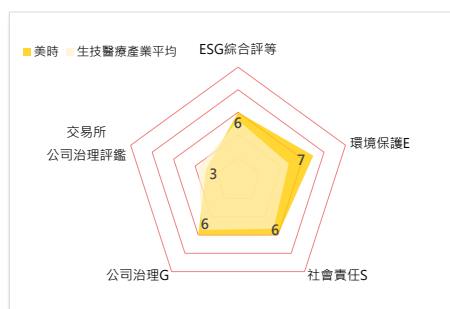 美時 生技醫療產業平均
ESG綜合評等
6
環境保護E
7
交易所
公司治理評鑑
3
6
6
公司治理G
社會責任S